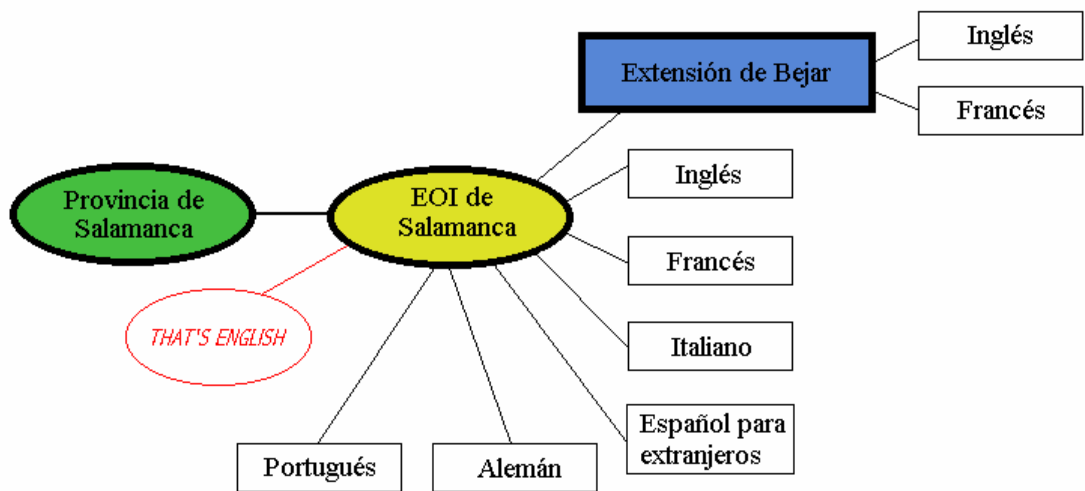 Inglés
Extensión de Bejar
Francés
Inglés
Provincia de
Salamanca
EOI de
Salamanca
Francés
THAT'S ENGLISH
Italiano
Español para
extranjeros
Portugués
Alemán